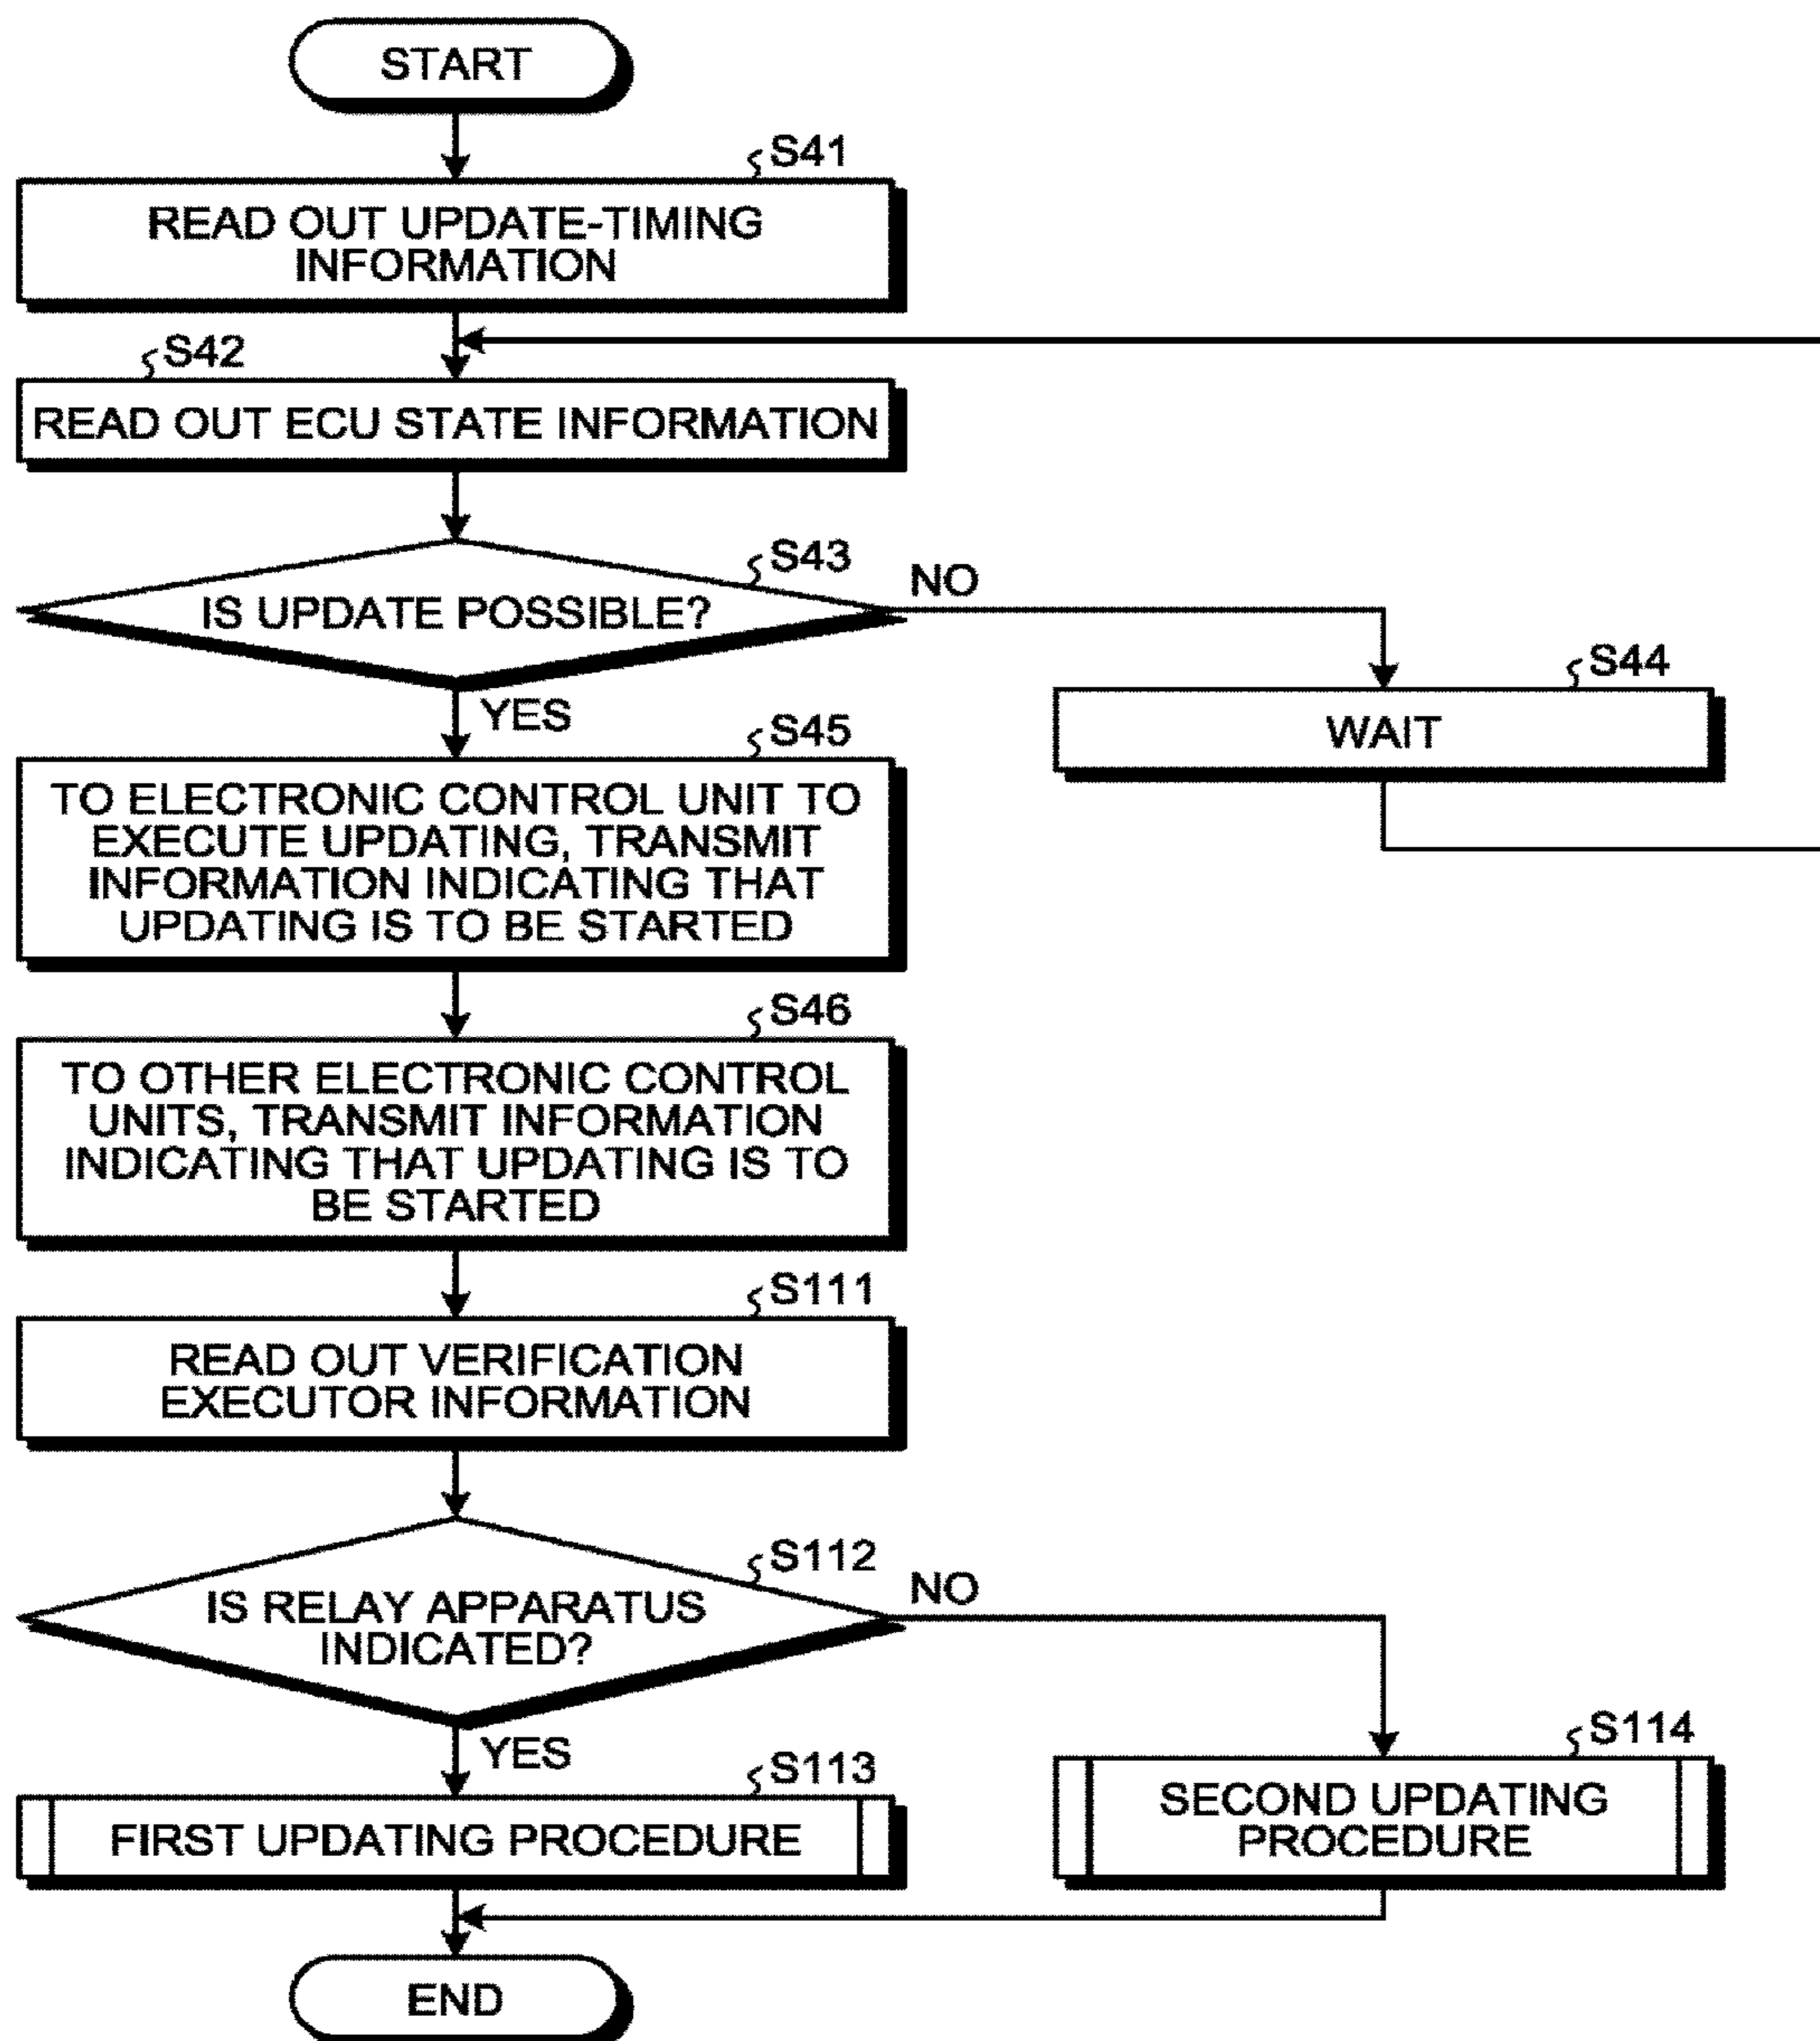 START
S41
READ OUT UPDATE-TIMING
INFORMATION
S42
READ OUT ECU STATE INFORMATION
S43
IS UPDATE POSSIBLE?
NO
YES
S44
WAIT
S45
TO ELECTRONIC CONTROL UNIT TO
EXECUTE UPDATING, TRANSMIT
INFORMATION INDICATING THAT
UPDATING IS TO BE STARTED
S46
TO OTHER ELECTRONIC CONTROL
UNITS, TRANSMIT INFORMATION
INDICATING THAT UPDATING IS TO
BE STARTED
S111
READ OUT VERIFICATION
EXECUTOR INFORMATION
S112
IS RELAY APPARATUS
INDICATED?
NO
YES
S113
FIRST UPDATING PROCEDURE
S114
SECOND UPDATING
PROCEDURE
END